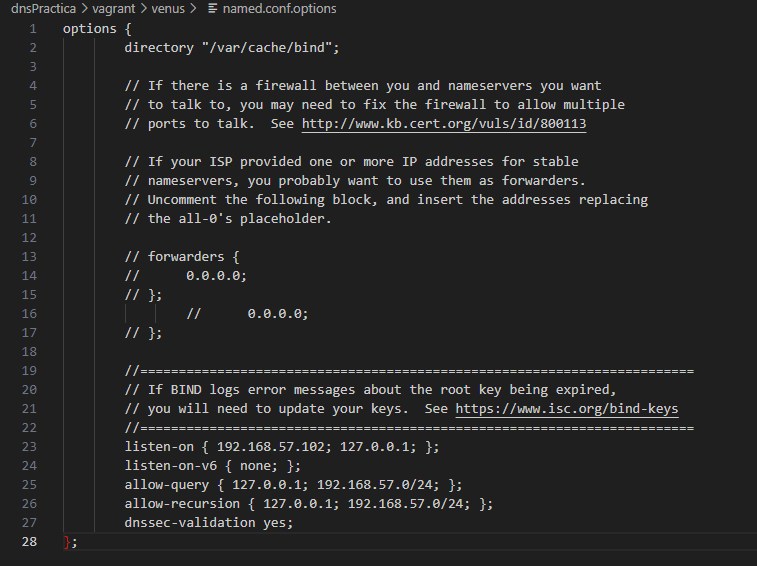 dnsPractica > vagrant > venus > named.conf.options
1 options {
2 directory "/var/cache/bind";
3
4 // If there is a firewall between you and nameservers you want
5 // to talk to, you may need to fix the firewall to allow multiple
6 // ports to talk.  See http://www.kb.cert.org/vuls/id/800113
7
8 // If your ISP provided one or more IP addresses for stable
9 // nameservers, you probably want to use them as forwarders.
10 // Uncomment the following block, and insert the addresses replacing
11 // the all-0's placeholder.
12
13 // forwarders {
14 //      0.0.0.0;
15 // };
16 //      0.0.0.0;
17 // };
18
19 //========================================================================
20 // If BIND logs error messages about the root key being expired,
21 // you will need to update your keys.  See https://www.isc.org/bind-keys
22 //========================================================================
23 listen-on { 192.168.57.102; 127.0.0.1; };
24 listen-on-v6 { none; };
25 allow-query { 127.0.0.1; 192.168.57.0/24; };
26 allow-recursion { 127.0.0.1; 192.168.57.0/24; };
27 dnssec-validation yes;
28 };